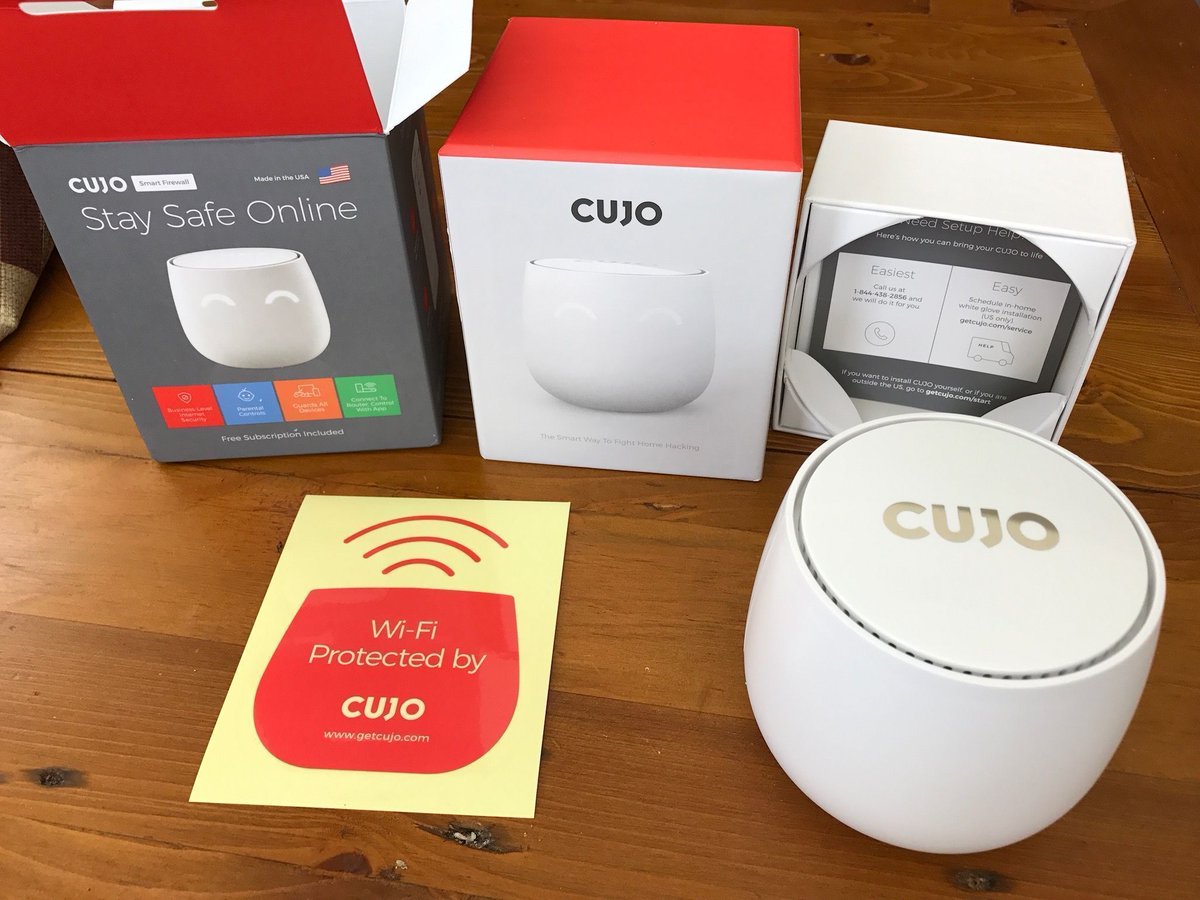 CUJO Smart Firewall
Made in the USA
Stay Safe Online
Business Level
Internet
Security
Parental
Controls
Guards All
Devices
Connect To
Router Control
With App
Free Subscription Included
CUJO
The Smart Way To Fight Home Hacking
Need Setup Help
Here's how you can bring your CUJO to life
Easiest
Call us at
1-844-438-2856 and
we will do it for you.
Easy
Schedule in-home
white glove installation
(US only).
getcujo.com/service
HELP
If you want to install CUJO yourself, or if you are
outside the US, go to getcujo.com/start
CUJO
Wi-Fi
Protected by
CUJO
www.getcujo.com